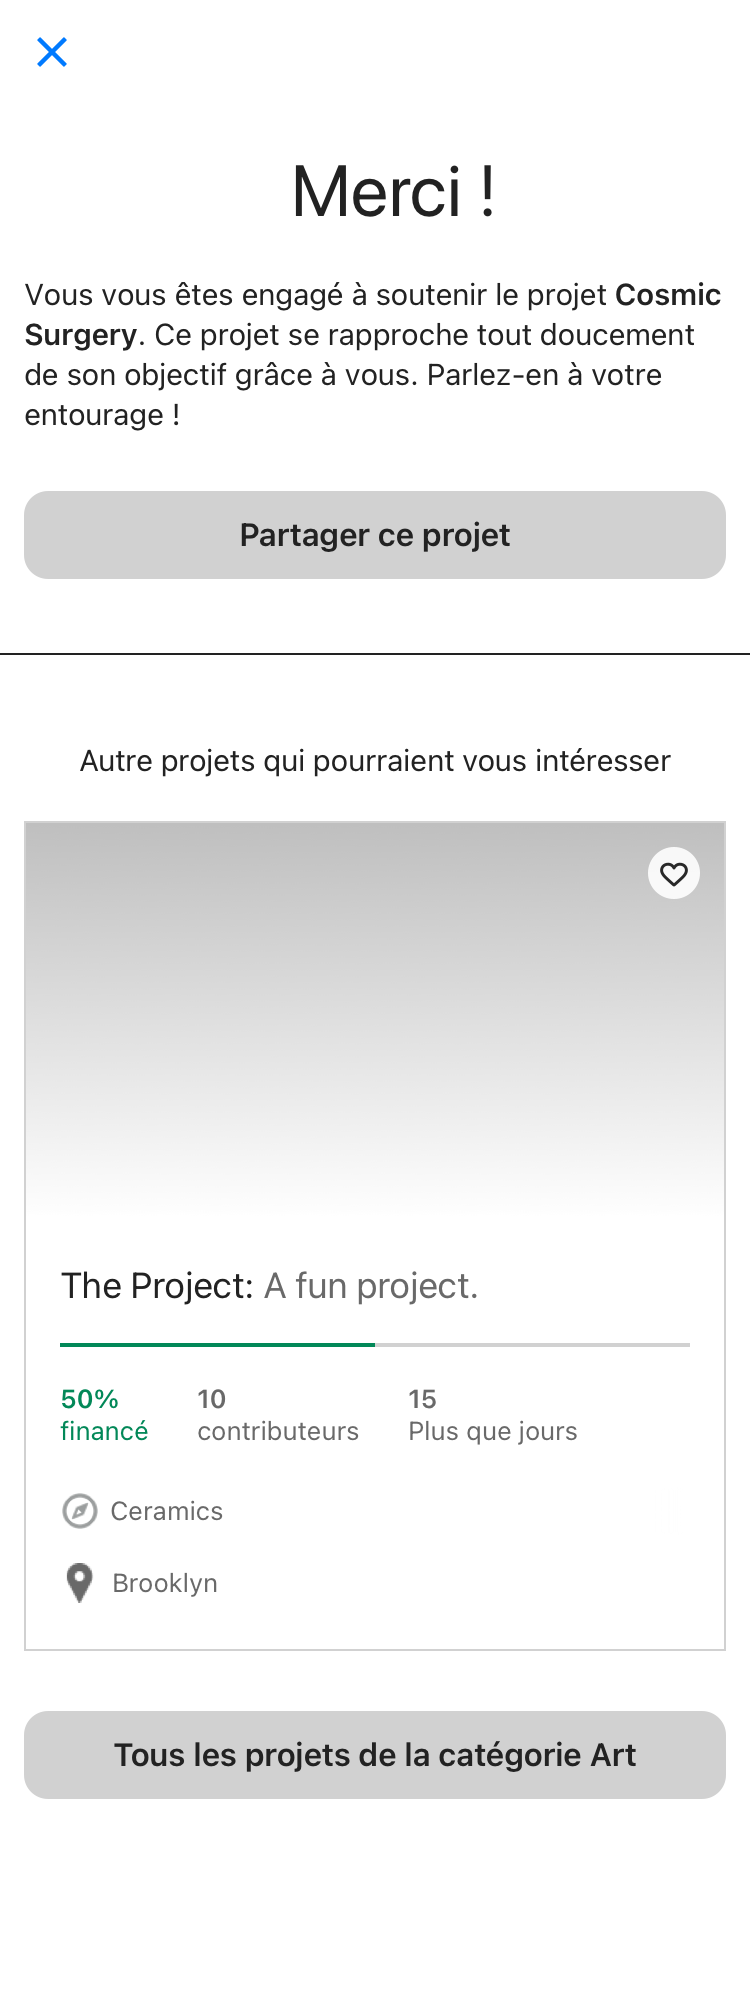 Merci !
Vous vous êtes engagé à soutenir le projet Cosmic
Surgery. Ce projet se rapproche tout doucement
de son objectif grâce à vous. Parlez-en à votre
entourage !
Partager ce projet
Autre projets qui pourraient vous intéresser
The Project: A fun project.
50% 10 15
financé contributeurs Plus que jours
Ceramics
Brooklyn
Tous les projets de la catégorie Art